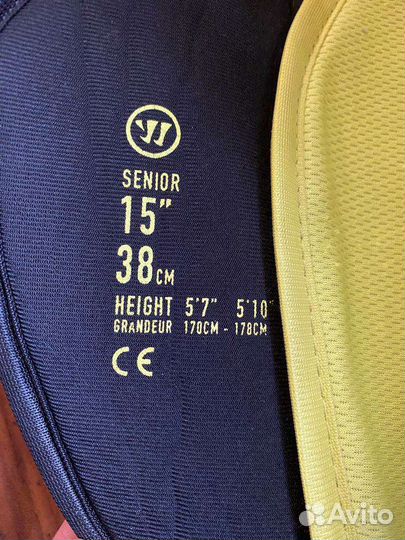 SENIOR
15"
38CM
HEIGHT 5'7" 5'10"
GRANDEUR 170CM - 178CM
CE
Avito